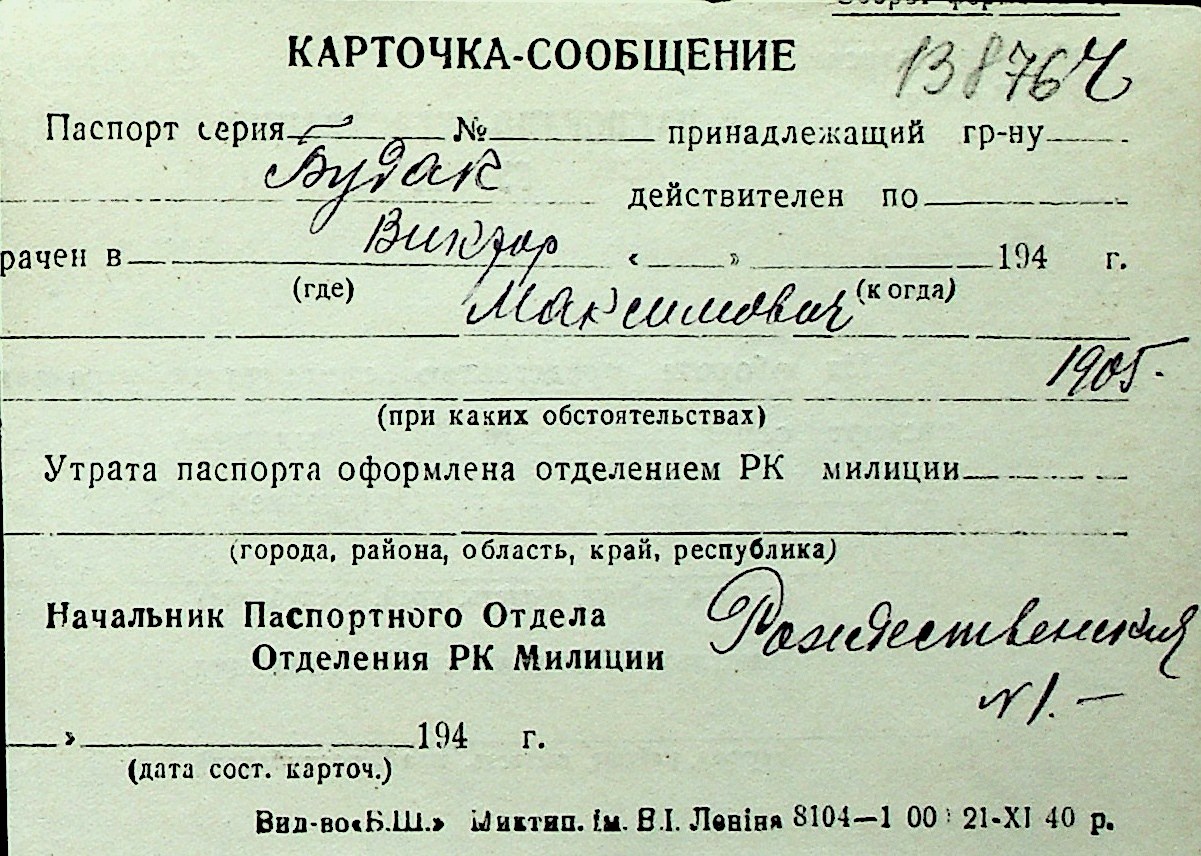 КАРТОЧКА-СООБЩЕНИЕ
138764
Паспорт серия № принадлежащий гр-ну
Будак
действителен по
рачен в Виктор « » 194 г.
(где) (когда)
Максимович
1905.
(при каких обстоятельствах)
Утрата паспорта оформлена отделением РК милиции
(города, района, область, край, республика)
Начальник Паспортного Отдела
Отделения РК Милиции
Рождественская
№ 1. —
» 194 г.
(дата сост. карточ.)
Вид-во «Б.Ш.» Миктип. ім. В.І. Леніна 8104—1 00 21-XI 40 р.